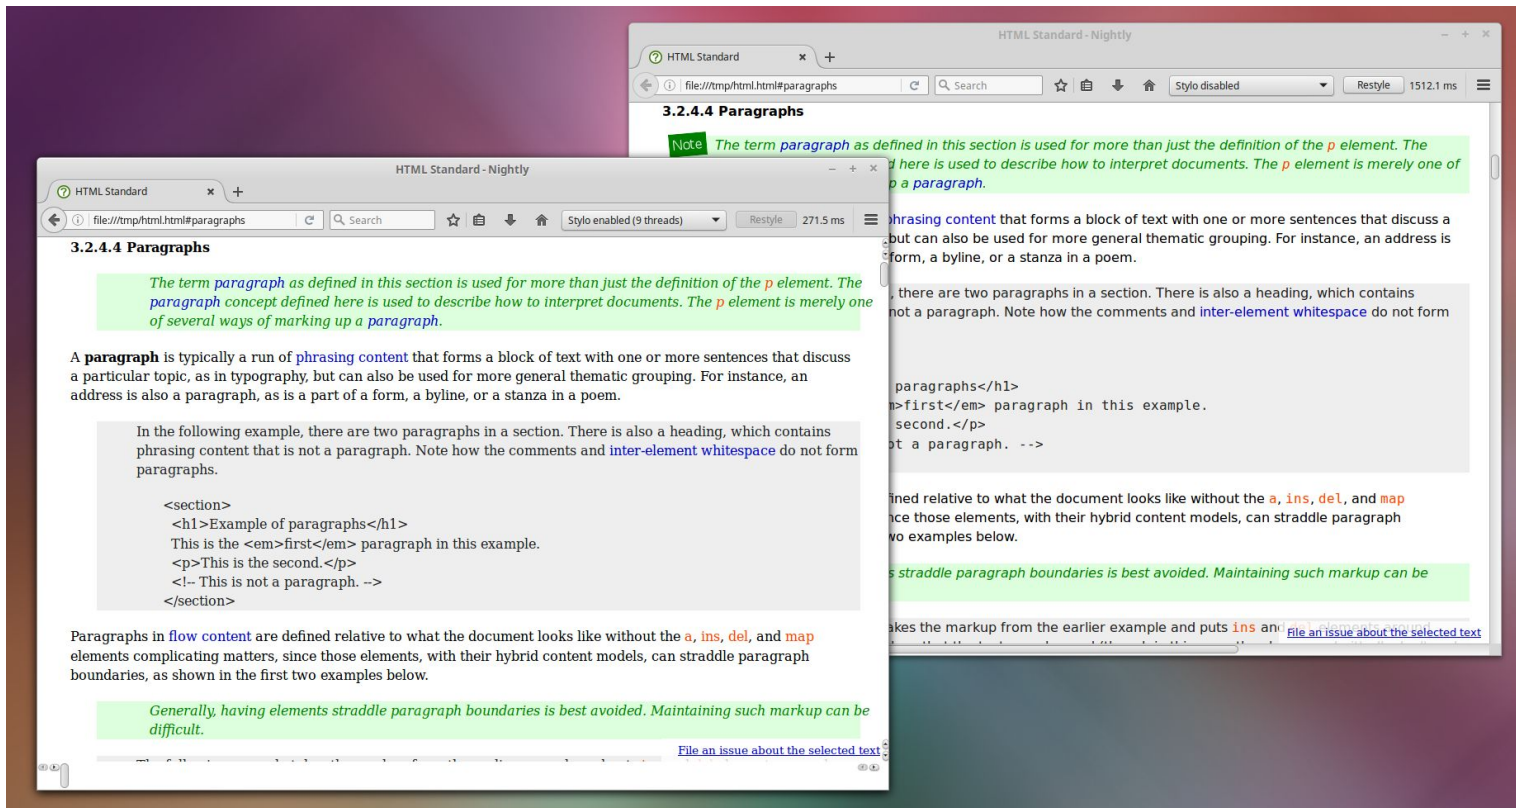 HTML Standard - Nightly
HTML Standard
file:///tmp/html.html#paragraphs
Search
Stylo disabled
Restyle
1512.1 ms
3.2.4.4 Paragraphs
Note
The term paragraph as defined in this section is used for more than just the definition of the p element. The
d here is used to describe how to interpret documents. The p element is merely one of
p a paragraph.
phrasing content that forms a block of text with one or more sentences that discuss a
but can also be used for more general thematic grouping. For instance, an address is
form, a byline, or a stanza in a poem.
, there are two paragraphs in a section. There is also a heading, which contains
not a paragraph. Note how the comments and inter-element whitespace do not form
paragraphs</h1>
>first</em> paragraph in this example.
second.</p>
a paragraph. -->
relative to what the document looks like without the a, ins, del, and map
those elements, with their hybrid content models, can straddle paragraph
two examples below.
straddle paragraph boundaries is best avoided. Maintaining such markup can be
the markup from the earlier example and puts ins and del elements around
File an issue about the selected text
HTML Standard - Nightly
HTML Standard
file:///tmp/html.html#paragraphs
Search
Stylo enabled (9 threads)
Restyle
271.5 ms
3.2.4.4 Paragraphs
The term paragraph as defined in this section is used for more than just the definition of the p element. The
paragraph concept defined here is used to describe how to interpret documents. The p element is merely one
of several ways of marking up a paragraph.
A paragraph is typically a run of phrasing content that forms a block of text with one or more sentences that discuss
a particular topic, as in typography, but can also be used for more general thematic grouping. For instance, an
address is also a paragraph, as is a part of a form, a byline, or a stanza in a poem.
In the following example, there are two paragraphs in a section. There is also a heading, which contains
phrasing content that is not a paragraph. Note how the comments and inter-element whitespace do not form
paragraphs.
<section>
<h1>Example of paragraphs</h1>
This is the <em>first</em> paragraph in this example.
<p>This is the second.</p>
<!-- This is not a paragraph. -->
</section>
Paragraphs in flow content are defined relative to what the document looks like without the a, ins, del, and map
elements complicating matters, since those elements, with their hybrid content models, can straddle paragraph
boundaries, as shown in the first two examples below.
Generally, having elements straddle paragraph boundaries is best avoided. Maintaining such markup can be
difficult.
File an issue about the selected text